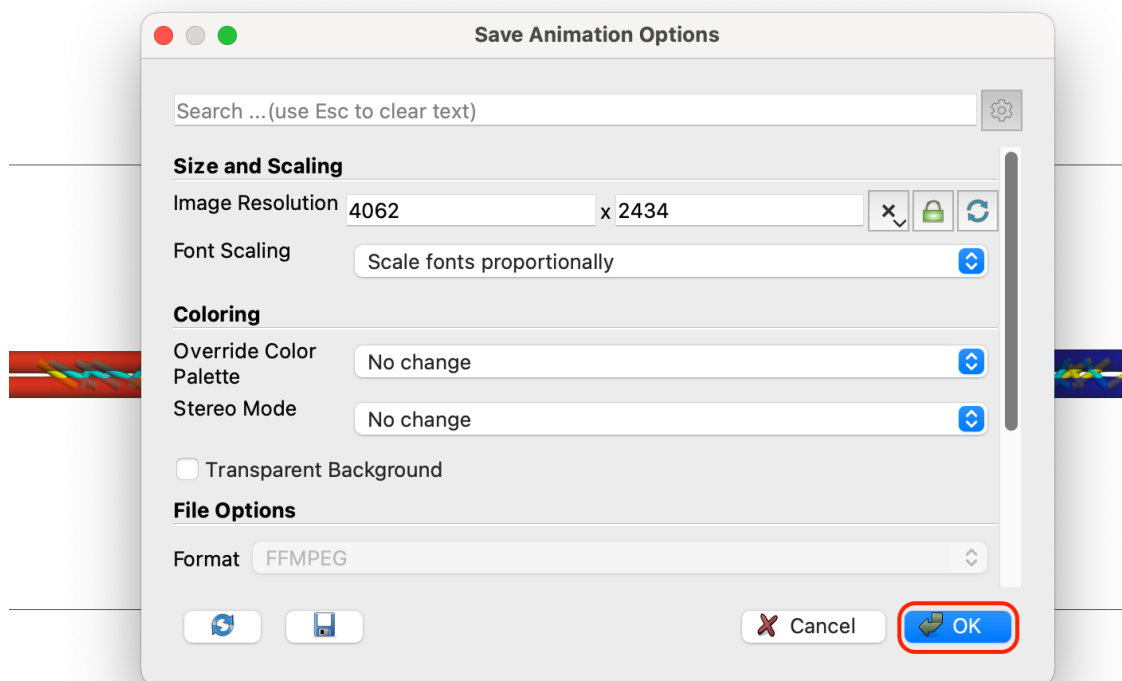 Save Animation Options
Search ...(use Esc to clear text)
Size and Scaling
Image Resolution 4062 x 2434
Font Scaling Scale fonts proportionally
Coloring
Override Color
Palette No change
Stereo Mode No change
Transparent Background
File Options
Format FFMPEG
Cancel OK